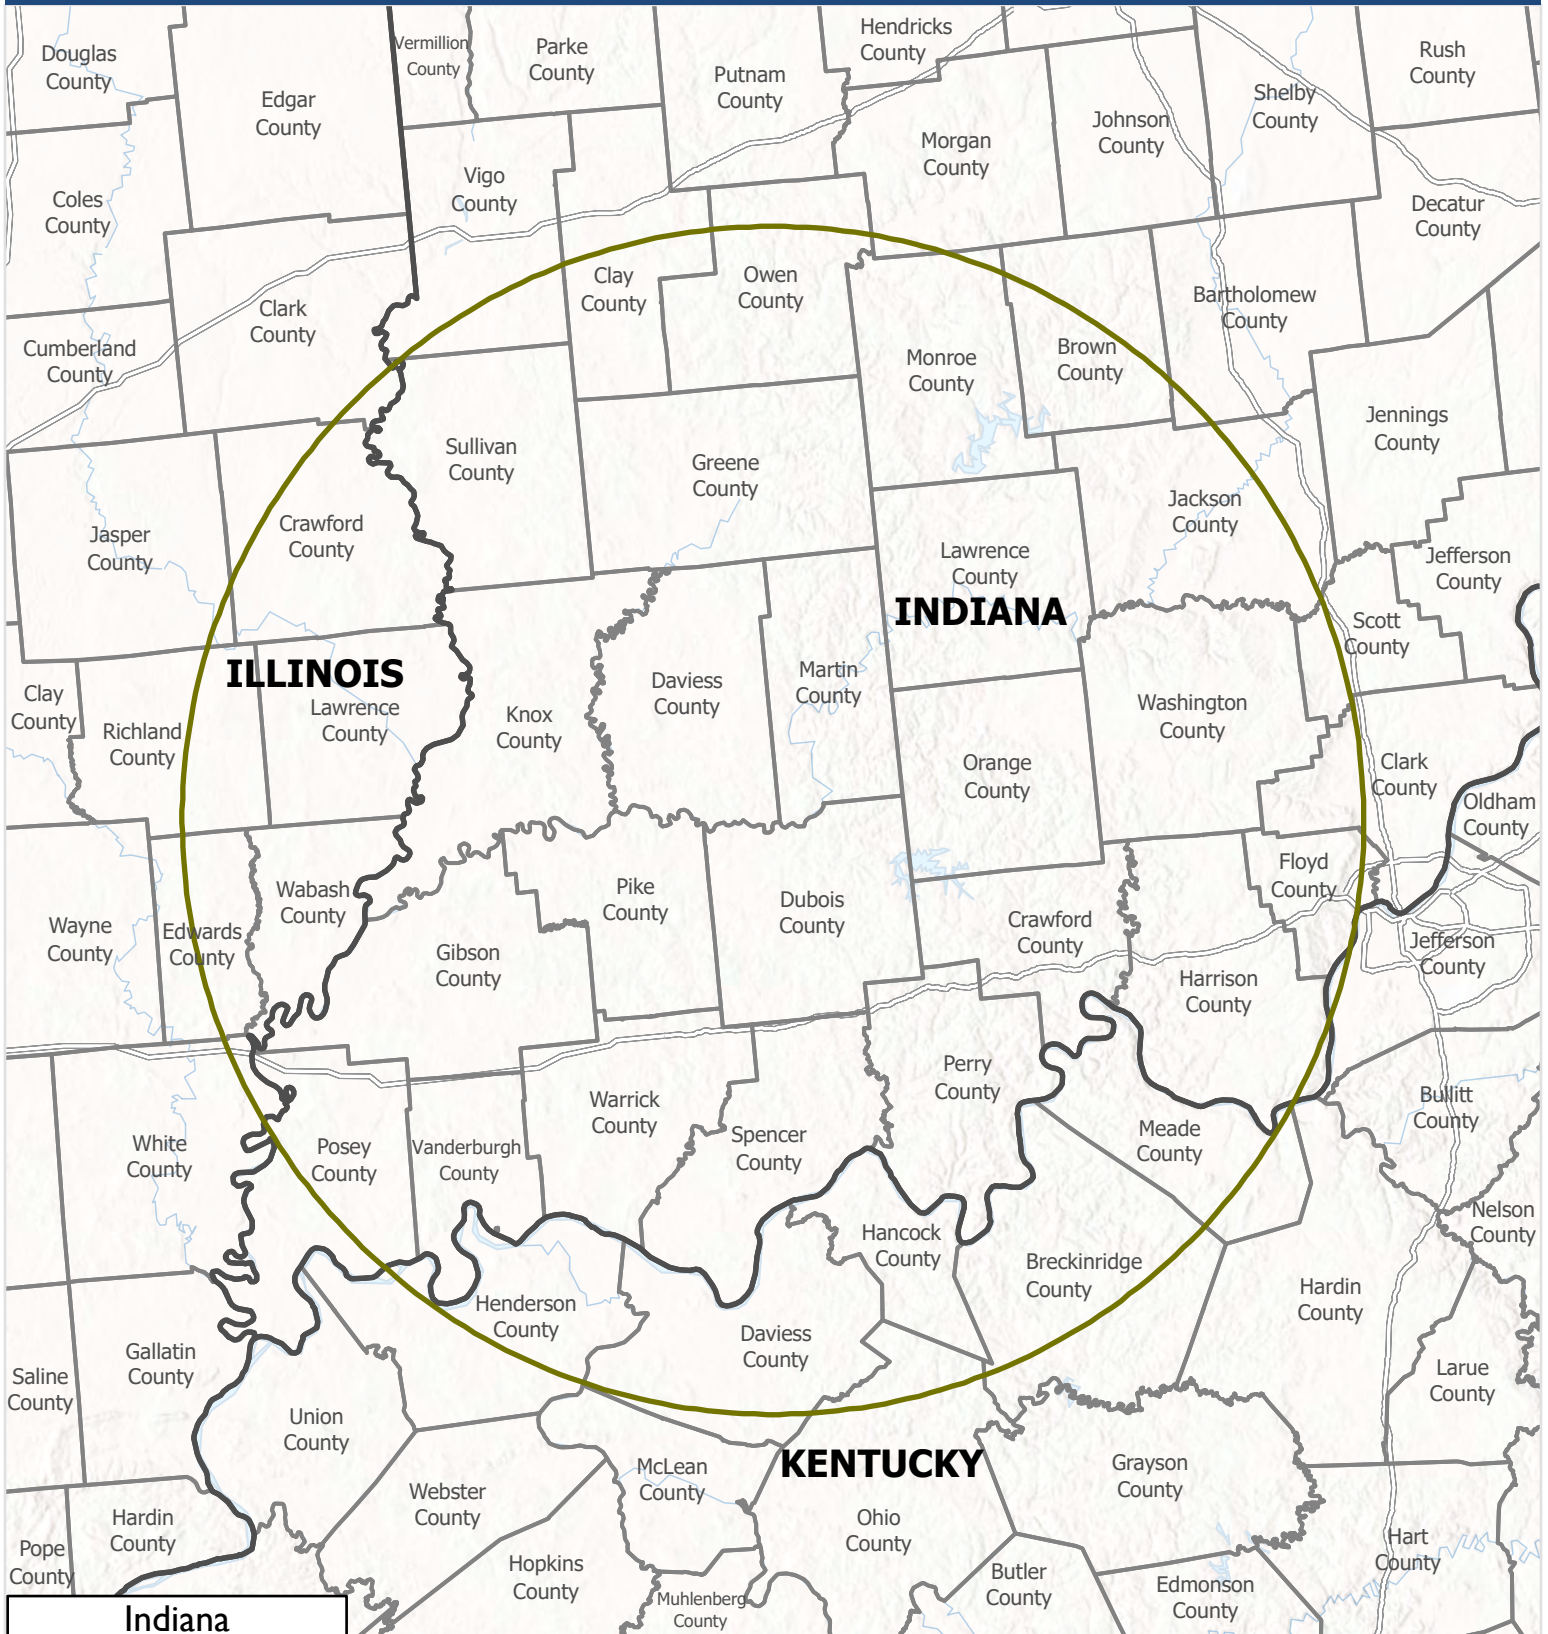 Hendricks
County
Douglas
County
Vermillion
County
Parke
County
Rush
County
Putnam
County
Edgar
County
Shelby
County
Johnson
County
Morgan
County
Vigo
County
Coles
County
Decatur
County
Clay
County
Owen
County
Bartholomew
County
Clark
County
Cumberland
County
Monroe
County
Brown
County
Jennings
County
Sullivan
County
Greene
County
Jackson
County
Crawford
County
Jasper
County
Lawrence
County
Jefferson
County
INDIANA
Scott
County
ILLINOIS
Daviess
County
Martin
County
Clay
County
Lawrence
County
Knox
County
Washington
County
Richland
County
Orange
County
Clark
County
Oldham
County
Floyd
County
Wabash
County
Pike
County
Dubois
County
Wayne
County
Edwards
County
Crawford
County
Jefferson
County
Gibson
County
Harrison
County
Perry
County
Warrick
County
Bullitt
County
White
County
Posey
County
Vanderburgh
County
Spencer
County
Meade
County
Nelson
County
Hancock
County
Breckinridge
County
Henderson
County
Hardin
County
Daviess
County
Gallatin
County
Saline
County
Larue
County
Union
County
KENTUCKY
McLean
County
Grayson
County
Webster
County
Hardin
County
Ohio
County
Hart
County
Pope
County
Hopkins
County
Butler
County
Edmonson
County
Muhlenberg
County
Indiana